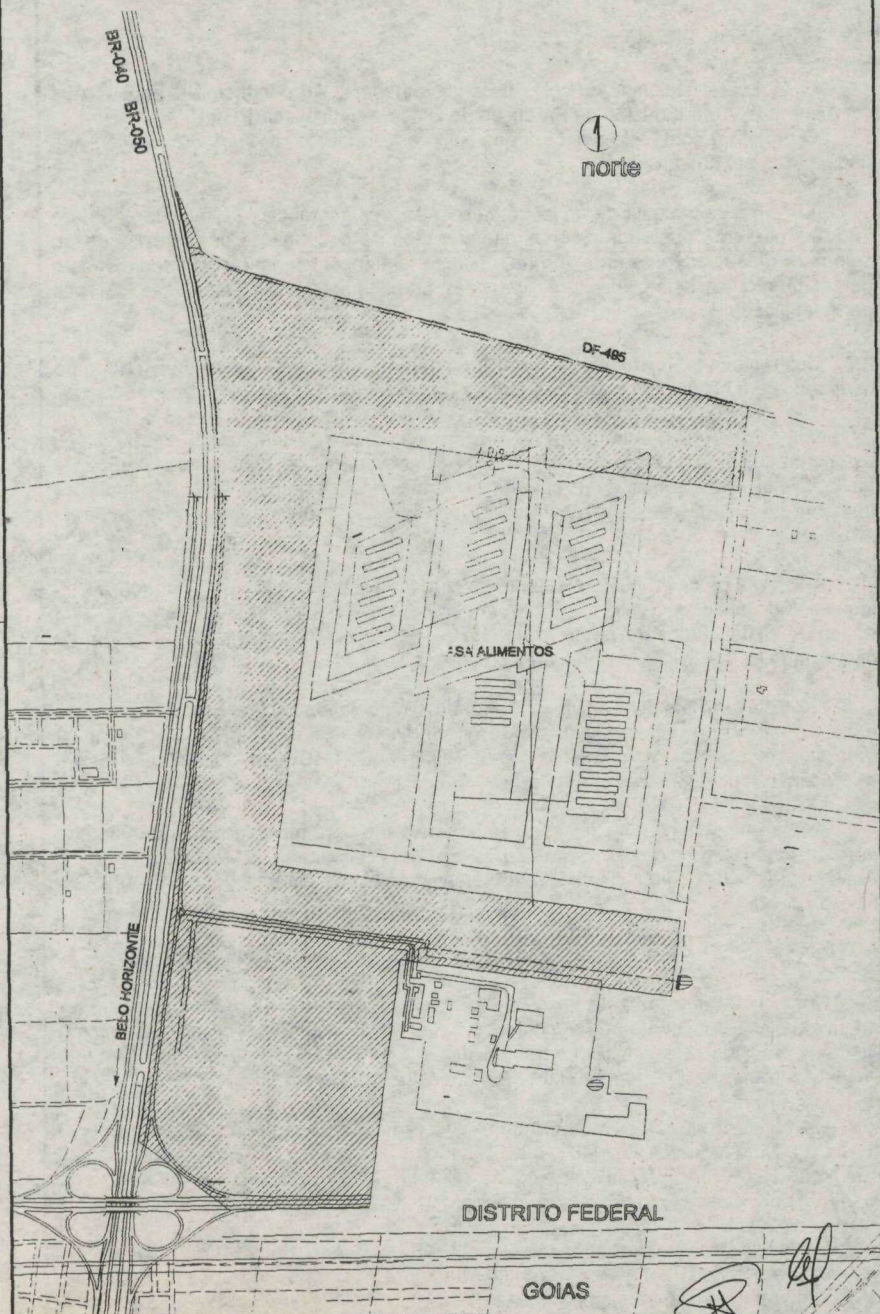 BR-040 BR-050
norte
DF-495
ASA ALIMENTOS
BELO HORIZONTE
DISTRITO FEDERAL
GOIAS